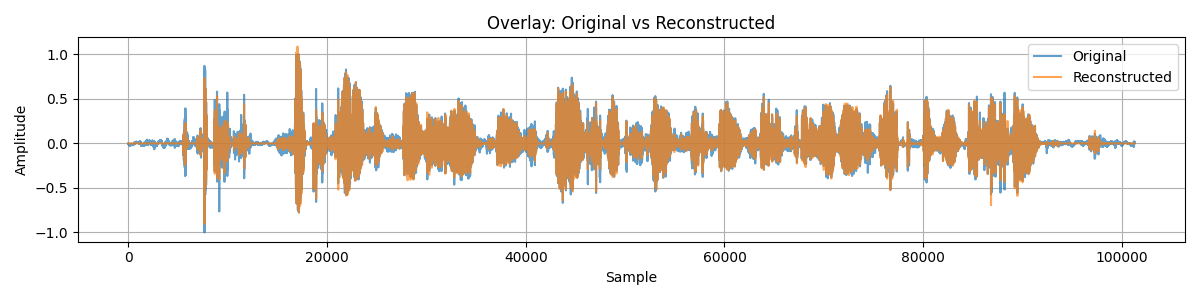 Overlay: Original vs Reconstructed
1.0
0.5
0.0
−0.5
−1.0
Amplitude
Original
Reconstructed
0 20000 40000 60000 80000 100000
Sample